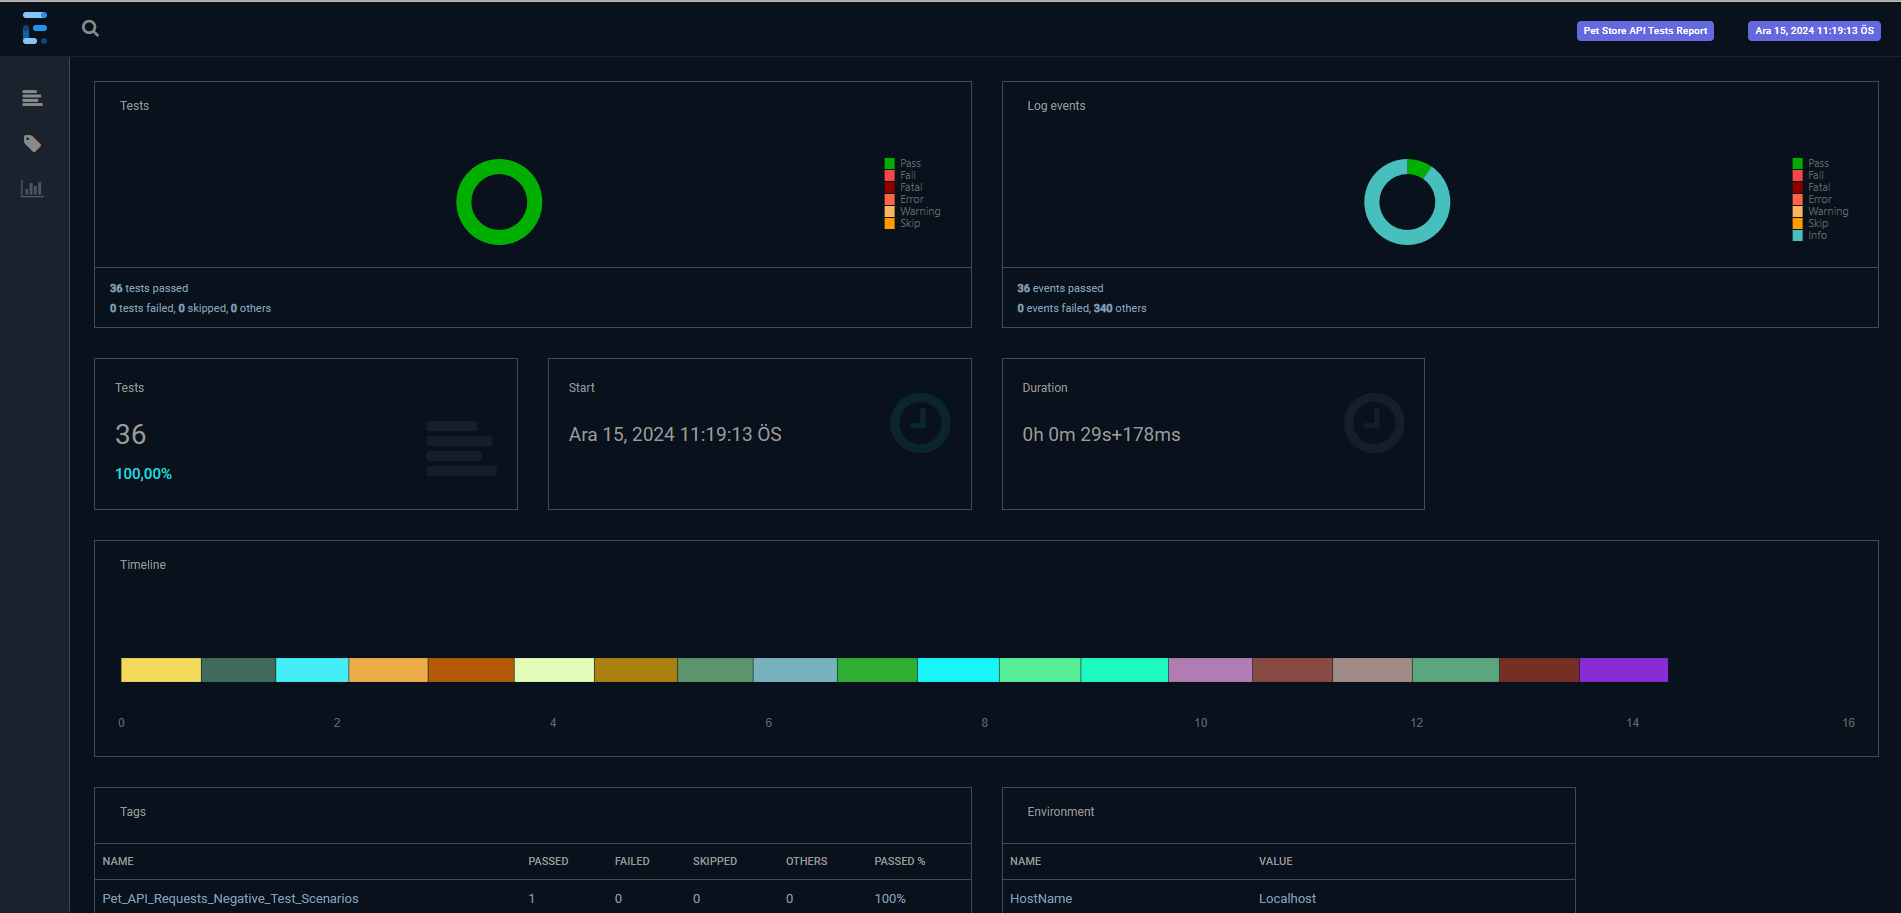 Pet Store API Tests Report
Ara 15, 2024 11:19:13 ÖS
Tests
Pass
Fail
Fatal
Error
Warning
Skip
36 tests passed
0 tests failed, 0 skipped, 0 others
Log events
Pass
Fail
Fatal
Error
Warning
Skip
Info
36 events passed
0 events failed, 340 others
Tests
36
100,00%
Start
Ara 15, 2024 11:19:13 ÖS
Duration
0h 0m 29s+178ms
Timeline
0 2 4 6 8 10 12 14 16
Tags
NAME PASSED FAILED SKIPPED OTHERS PASSED %
Pet_API_Requests_Negative_Test_Scenarios 1 0 0 0 100%
Environment
NAME VALUE
HostName Localhost